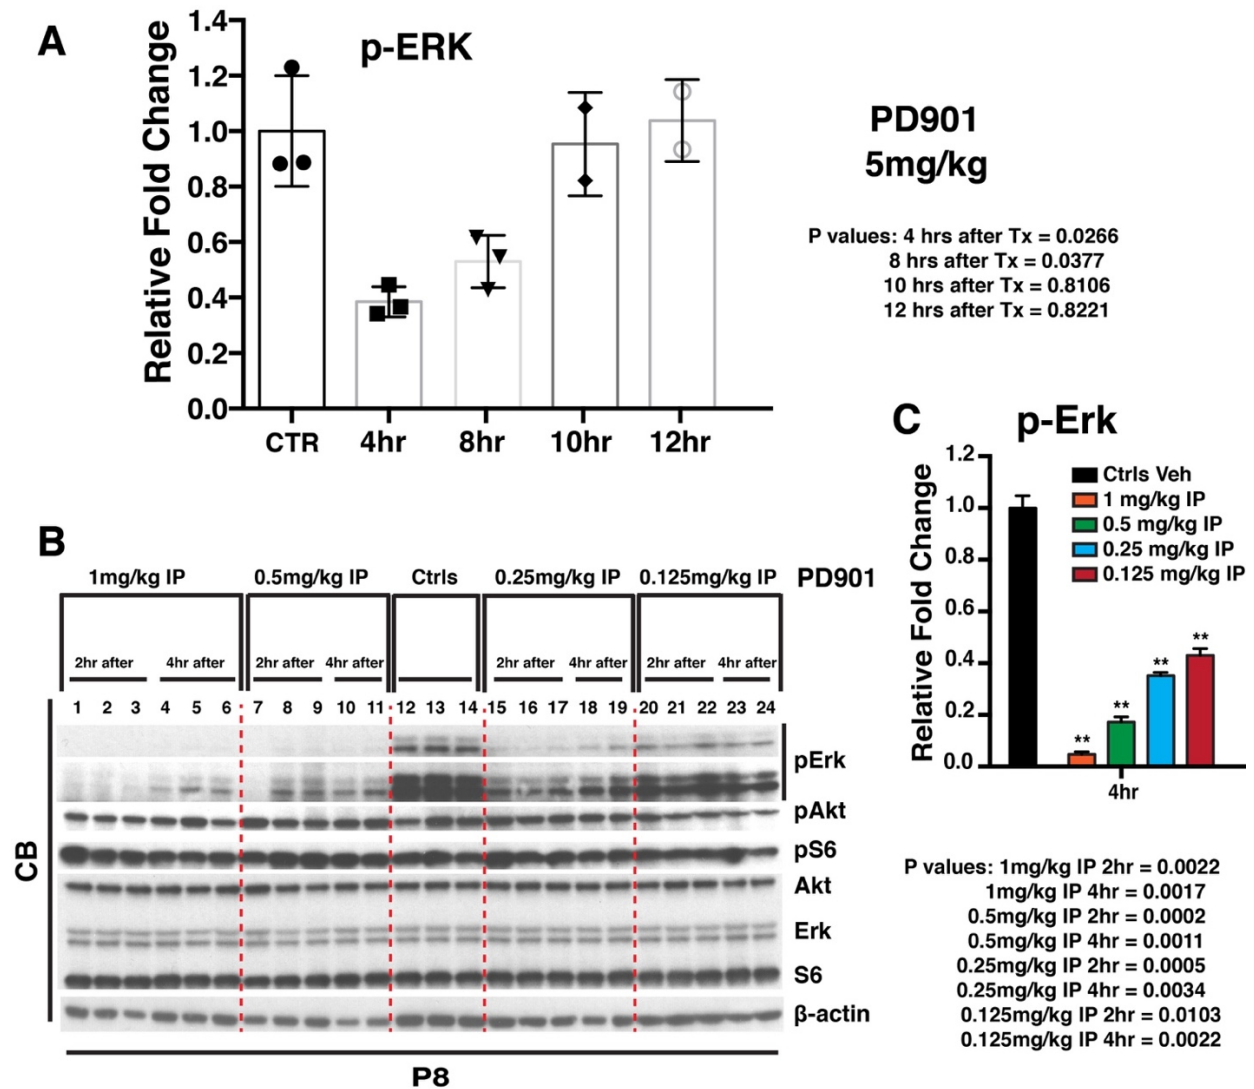 A
p-ERK
Relative Fold Change
1.4
1.2
1.0
0.8
0.6
0.4
0.2
0.0
CTR 4hr 8hr 10hr 12hr
PD901
5mg/kg
P values: 4 hrs after Tx = 0.0266
8 hrs after Tx = 0.0377
10 hrs after Tx = 0.8106
12 hrs after Tx = 0.8221
B
1mg/kg IP 0.5mg/kg IP Ctrls 0.25mg/kg IP 0.125mg/kg IP PD901
2hr after 4hr after 2hr after 4hr after 2hr after 4hr after 2hr after 4hr after
1 2 3 4 5 6 7 8 9 10 11 12 13 14 15 16 17 18 19 20 21 22 23 24
CB
pErk
pAkt
pS6
Akt
Erk
S6
β-actin
P8
C
p-Erk
Relative Fold Change
1.2
1.0
0.8
0.6
0.4
0.2
0.0
Ctrls Veh
1 mg/kg IP
0.5 mg/kg IP
0.25 mg/kg IP
0.125 mg/kg IP
** ** ** **
4hr
P values: 1mg/kg IP 2hr = 0.0022
1mg/kg IP 4hr = 0.0017
0.5mg/kg IP 2hr = 0.0002
0.5mg/kg IP 4hr = 0.0011
0.25mg/kg IP 2hr = 0.0005
0.25mg/kg IP 4hr = 0.0034
0.125mg/kg IP 2hr = 0.0103
0.125mg/kg IP 4hr = 0.0022